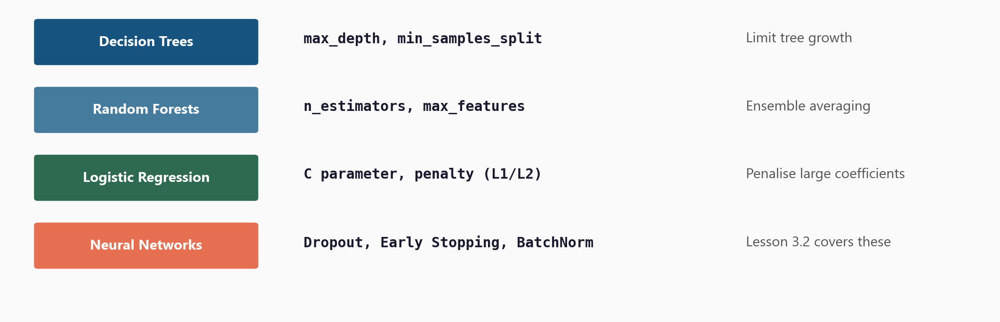 Decision Trees
max_depth, min_samples_split
Limit tree growth
Random Forests
n_estimators, max_features
Ensemble averaging
Logistic Regression
C parameter, penalty (L1/L2)
Penalise large coefficients
Neural Networks
Dropout, Early Stopping, BatchNorm
Lesson 3.2 covers these